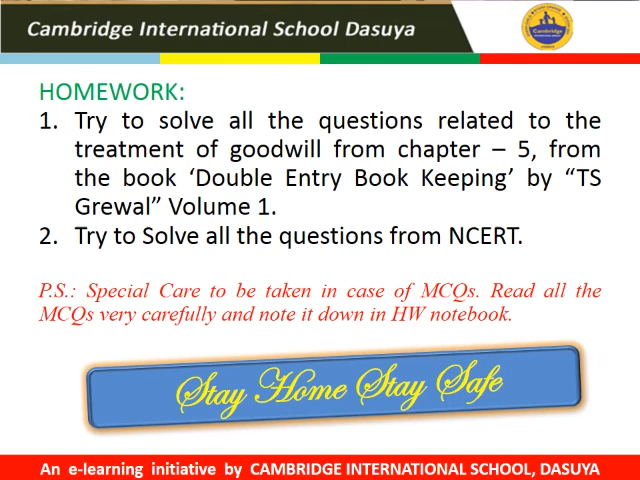 Cambridge International School Dasuya
Cambridge
HOMEWORK:
1. Try to solve all the questions related to the
treatment of goodwill from chapter – 5, from
the book ‘Double Entry Book Keeping’ by “TS
Grewal” Volume 1.
2. Try to Solve all the questions from NCERT.
P.S.: Special Care to be taken in case of MCQs. Read all the
MCQs very carefully and note it down in HW notebook.
Stay Home Stay Safe
An e-learning initiative by CAMBRIDGE INTERNATIONAL SCHOOL, DASUYA